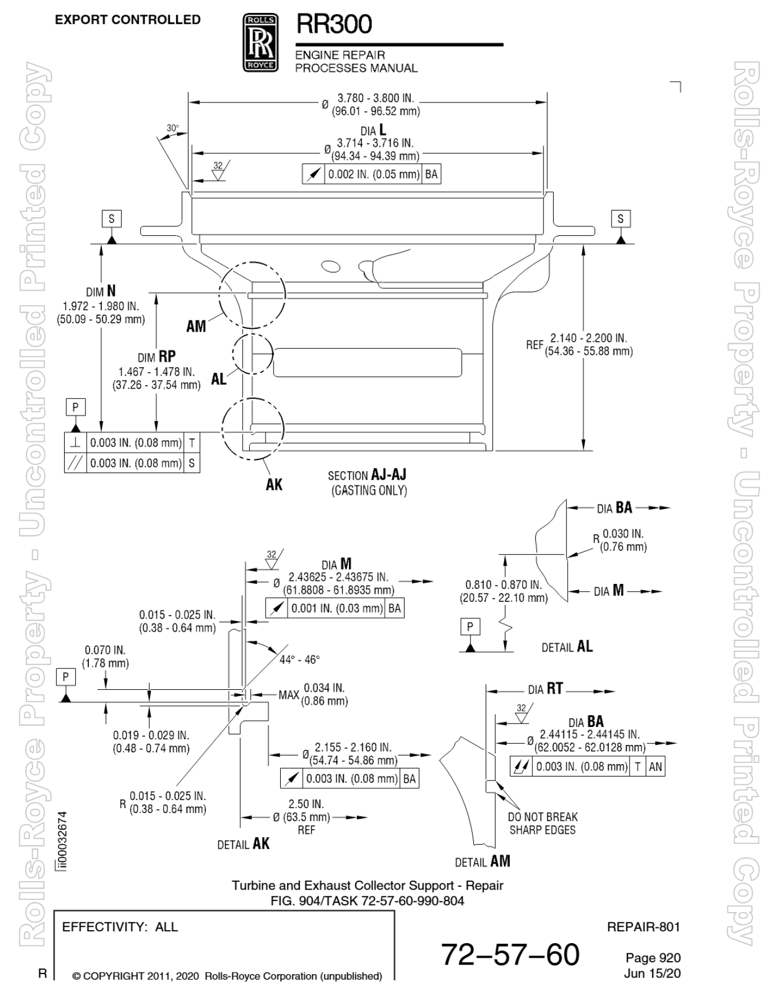 EXPORT CONTROLLED
ROLLS
RR
ROYCE
RR300
ENGINE REPAIR
PROCESSES MANUAL
Rolls-Royce Property - Uncontrolled Printed Copy
Rolls-Royce Property - Uncontrolled Printed Copy
Ø 3.780 - 3.800 IN.
(96.01 - 96.52 mm)
30°
DIA L
Ø 3.714 - 3.716 IN.
(94.34 - 94.39 mm)
32
0.002 IN. (0.05 mm) BA
S
S
DIM N
1.972 - 1.980 IN.
(50.09 - 50.29 mm)
AM
DIM RP
1.467 - 1.478 IN.
(37.26 - 37.54 mm)
AL
REF 2.140 - 2.200 IN.
(54.36 - 55.88 mm)
P
⊥ 0.003 IN. (0.08 mm) T
// 0.003 IN. (0.08 mm) S
AK
SECTION AJ-AJ
(CASTING ONLY)
DIA BA
R 0.030 IN.
(0.76 mm)
0.810 - 0.870 IN.
(20.57 - 22.10 mm)
DIA M
P
DETAIL AL
32
DIA M
Ø 2.43625 - 2.43675 IN.
(61.8808 - 61.8935 mm)
0.001 IN. (0.03 mm) BA
0.015 - 0.025 IN.
(0.38 - 0.64 mm)
0.070 IN.
(1.78 mm)
44° - 46°
P
MAX 0.034 IN.
(0.86 mm)
0.019 - 0.029 IN.
(0.48 - 0.74 mm)
Ø 2.155 - 2.160 IN.
(54.74 - 54.86 mm)
0.003 IN. (0.08 mm) BA
R 0.015 - 0.025 IN.
(0.38 - 0.64 mm)
2.50 IN.
Ø (63.5 mm)
REF
DETAIL AK
DIA RT
32
DIA BA
Ø 2.44115 - 2.44145 IN.
(62.0052 - 62.0128 mm)
0.003 IN. (0.08 mm) T AN
DO NOT BREAK
SHARP EDGES
DETAIL AM
ii00032674
Turbine and Exhaust Collector Support - Repair
FIG. 904/TASK 72-57-60-990-804
EFFECTIVITY: ALL
REPAIR-801
72–57–60
Page 920
R
© COPYRIGHT 2011, 2020 Rolls-Royce Corporation (unpublished)
Jun 15/20